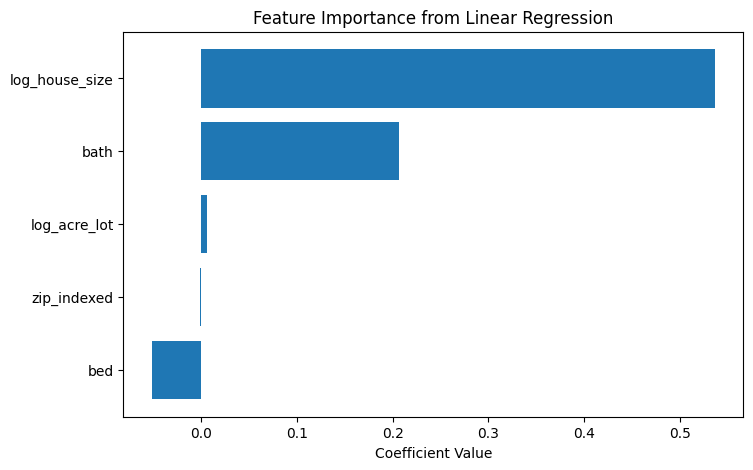 Feature Importance from Linear Regression
log_house_size
bath
log_acre_lot
zip_indexed
bed
0.0 0.1 0.2 0.3 0.4 0.5
Coefficient Value